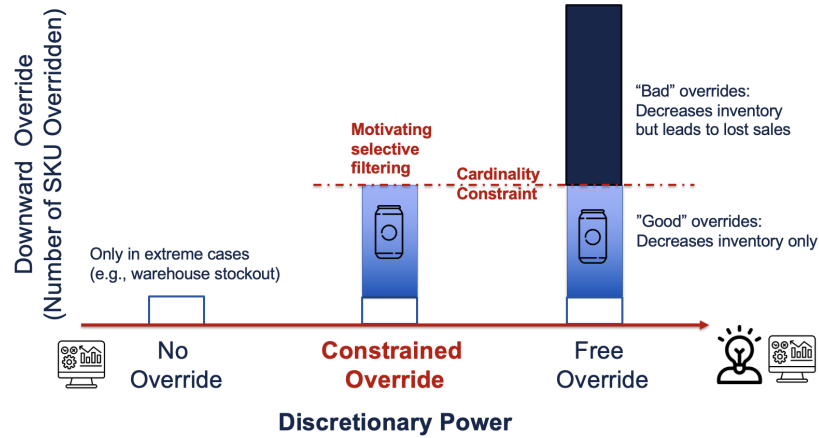 Downward Override
(Number of SKU Overridden)
"Bad" overrides:
Decreases inventory
but leads to lost sales
Motivating
selective
filtering
Cardinality
Constraint
"Good" overrides:
Decreases inventory only
Only in extreme cases
(e.g., warehouse stockout)
No
Override
Constrained
Override
Free
Override
Discretionary Power